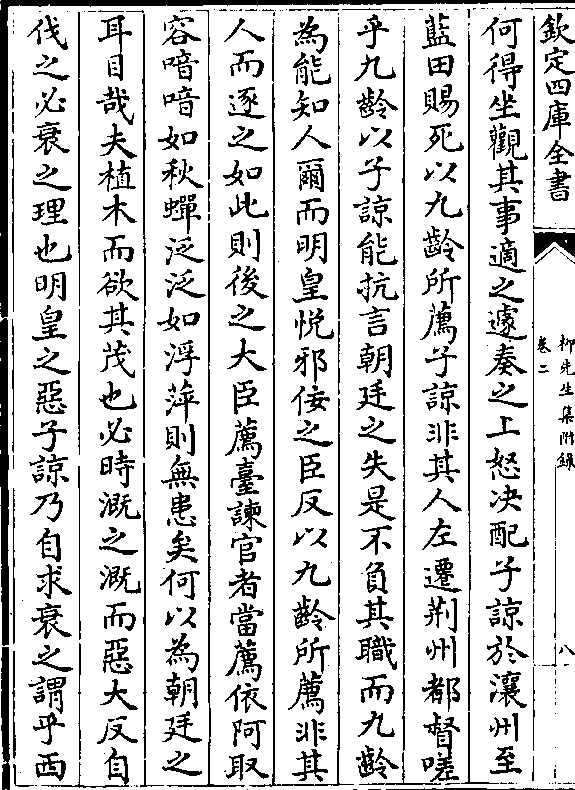 欽定四庫全書
柳先生集附錄
卷二
八
何得坐觀其事適之遽奏之上怒決配子諒於瀼州至
藍田賜死以九齡所薦子諒非其人左遷荆州都督嗟
乎九齡以子諒能抗言朝廷之失是不負其職而九齡
為能知人爾而明皇悦邪佞之臣反以九齡所薦非其
人而逐之如此則後之大臣薦臺諫官者當薦依阿取
容喑喑如秋蟬泛泛如浮萍則無患矣何以為朝廷之
耳目哉夫植木而欲其茂也必時溉之溉而惡大反自
伐之必衰之理也明皇之惡子諒乃自求衰之謂乎西